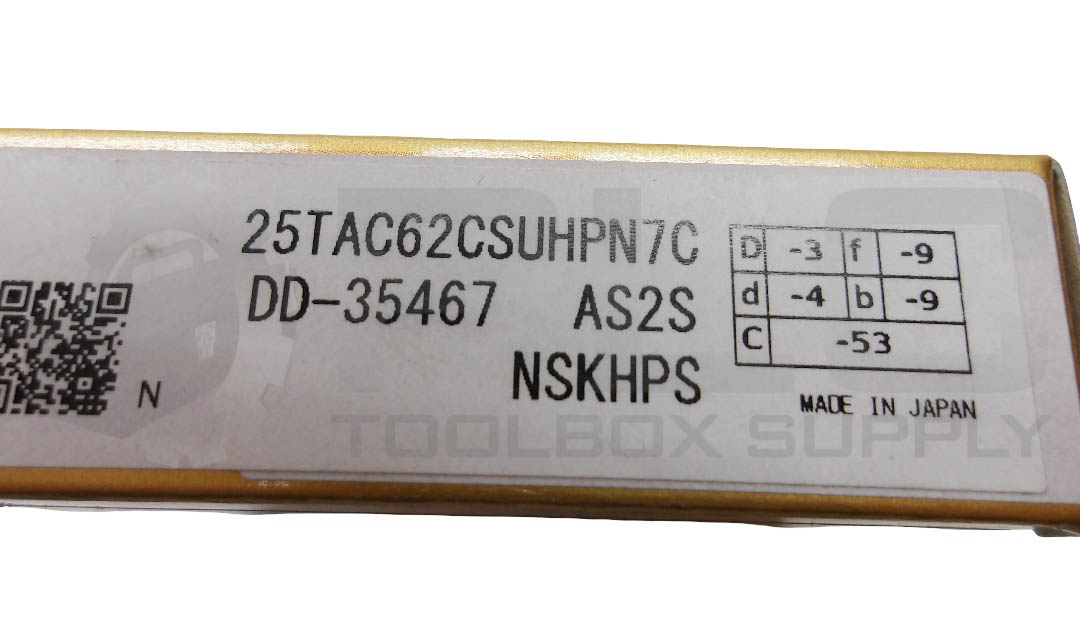 25TAC62CSUHPN7C
DD-35467 AS2S
NSKHPS
N
D -3 f -9
d -4 b -9
C -53
MADE IN JAPAN
TOOLBOX SUPPLY